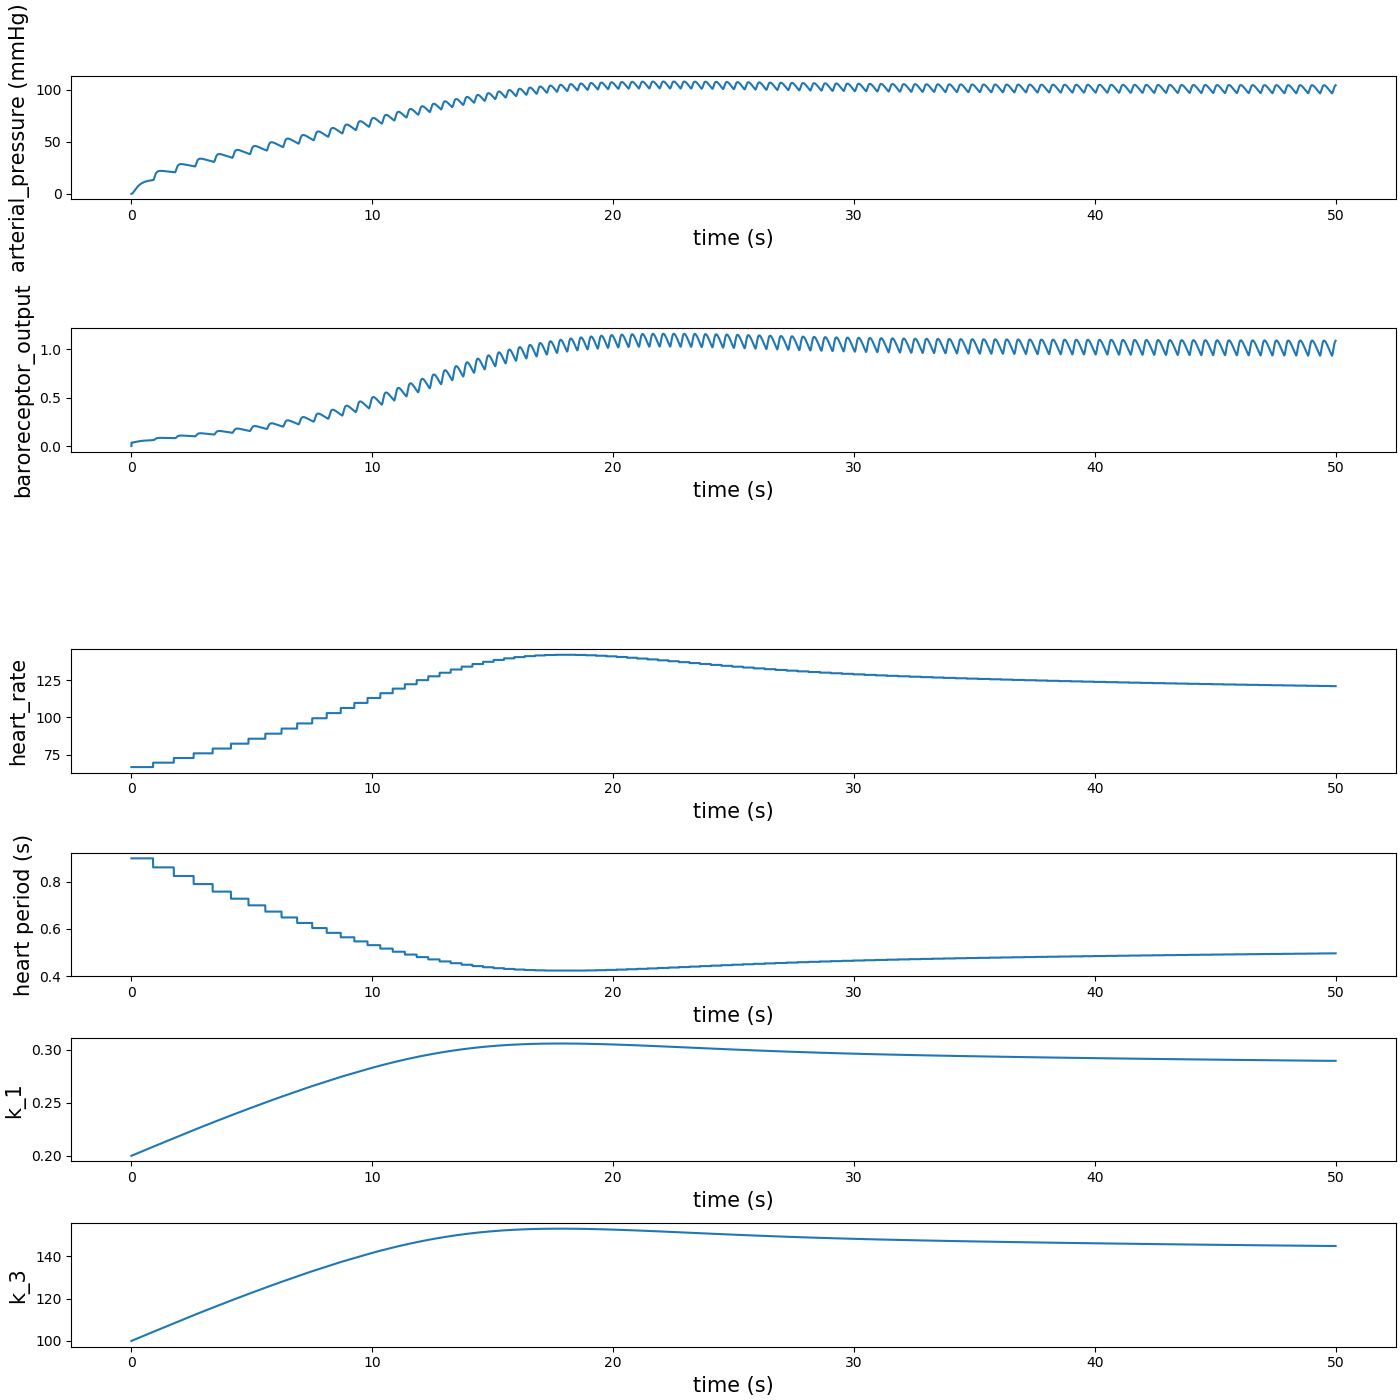 arterial_pressure (mmHg)
100
50
0
0 10 20 30 40 50
time (s)
baroreceptor_output
1.0
0.5
0.0
0 10 20 30 40 50
time (s)
heart_rate
125
100
75
0 10 20 30 40 50
time (s)
heart period (s)
0.8
0.6
0.4
0 10 20 30 40 50
time (s)
k_1
0.30
0.25
0.20
0 10 20 30 40 50
time (s)
k_3
140
120
100
0 10 20 30 40 50
time (s)